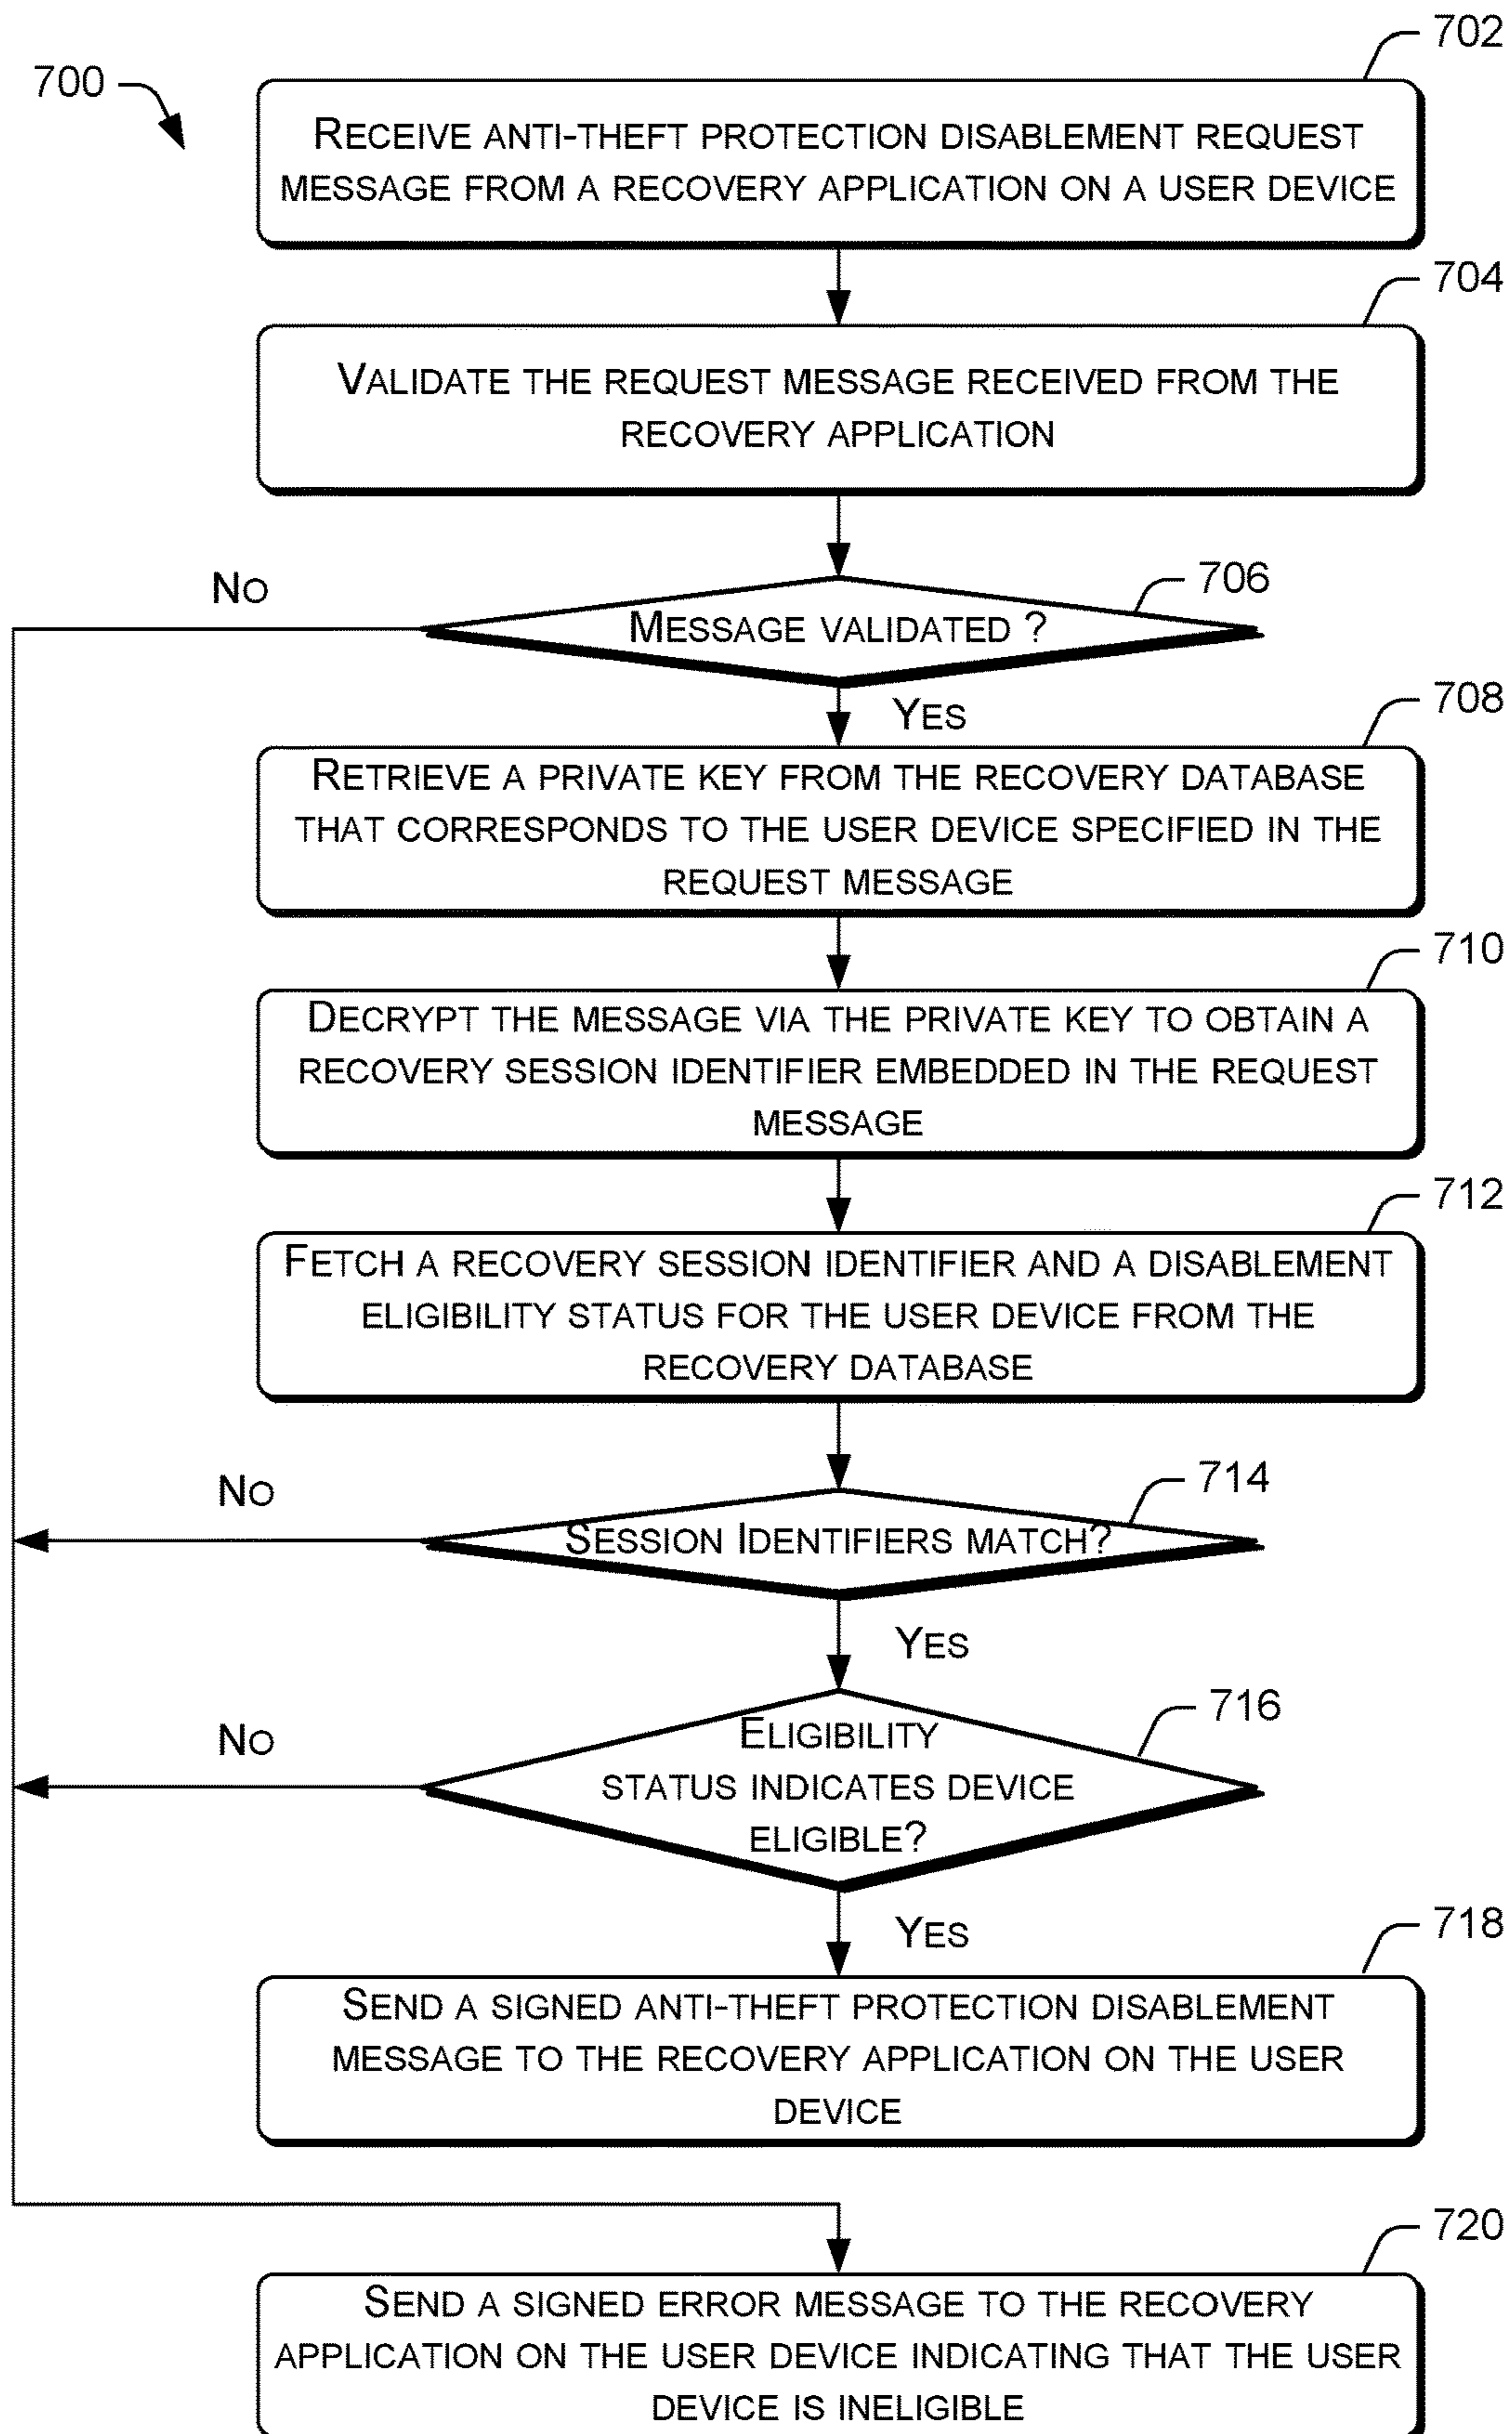 702
700
RECEIVE ANTI-THEFT PROTECTION DISABLEMENT REQUEST
MESSAGE FROM A RECOVERY APPLICATION ON A USER DEVICE
704
VALIDATE THE REQUEST MESSAGE RECEIVED FROM THE
RECOVERY APPLICATION
706
NO
MESSAGE VALIDATED ?
YES
708
RETRIEVE A PRIVATE KEY FROM THE RECOVERY DATABASE
THAT CORRESPONDS TO THE USER DEVICE SPECIFIED IN THE
REQUEST MESSAGE
710
DECRYPT THE MESSAGE VIA THE PRIVATE KEY TO OBTAIN A
RECOVERY SESSION IDENTIFIER EMBEDDED IN THE REQUEST
MESSAGE
712
FETCH A RECOVERY SESSION IDENTIFIER AND A DISABLEMENT
ELIGIBILITY STATUS FOR THE USER DEVICE FROM THE
RECOVERY DATABASE
714
NO
SESSION IDENTIFIERS MATCH?
YES
716
NO
ELIGIBILITY
STATUS INDICATES DEVICE
ELIGIBLE?
YES
718
SEND A SIGNED ANTI-THEFT PROTECTION DISABLEMENT
MESSAGE TO THE RECOVERY APPLICATION ON THE USER
DEVICE
720
SEND A SIGNED ERROR MESSAGE TO THE RECOVERY
APPLICATION ON THE USER DEVICE INDICATING THAT THE USER
DEVICE IS INELIGIBLE